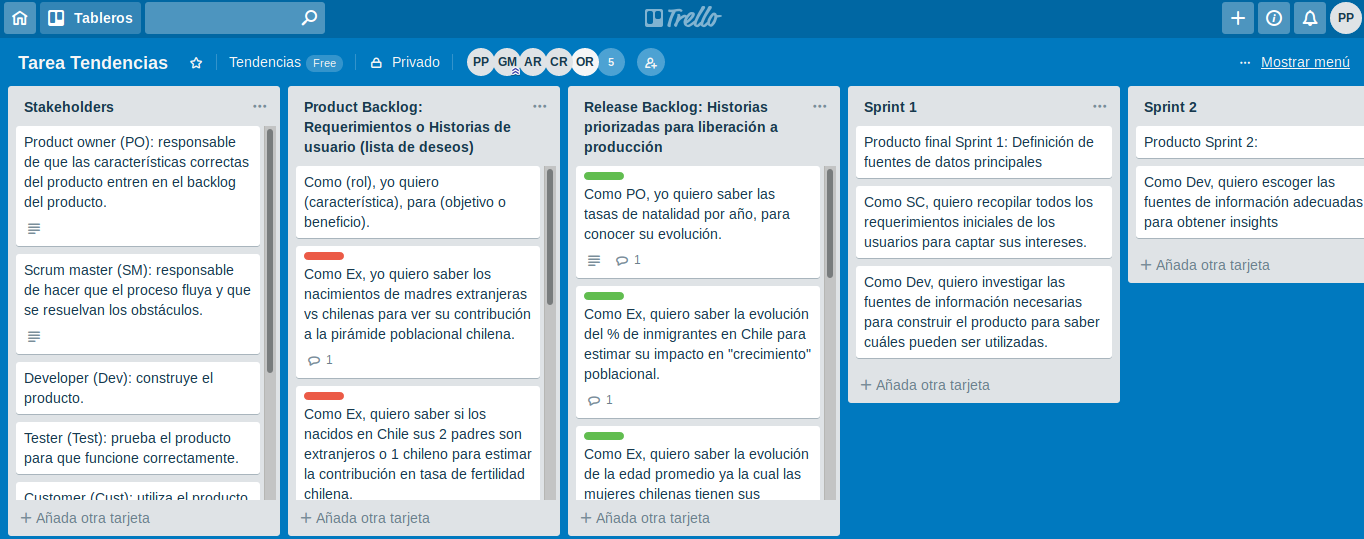 Tableros
Trello
PP
Tarea Tendencias
Tendencias Free
Privado
PP GM AR CR OR 5
Mostrar menú
Stakeholders
Product owner (PO): responsable
de que las características correctas
del producto entren en el backlog
del producto.
Scrum master (SM): responsable
de hacer que el proceso fluya y que
se resuelvan los obstáculos.
Developer (Dev): construye el
producto.
Tester (Test): prueba el producto
para que funcione correctamente.
Customer (Cust): utiliza el producto
Añada otra tarjeta
Product Backlog:
Requerimientos o Historias de
usuario (lista de deseos)
Como (rol), yo quiero
(característica), para (objetivo o
beneficio).
Como Ex, yo quiero saber los
nacimientos de madres extranjeras
vs chilenas para ver su contribución
a la pirámide poblacional chilena.
1
Como Ex, quiero saber si los
nacidos en Chile sus 2 padres son
extranjeros o 1 chileno para estimar
la contribución en tasa de fertilidad
chilena.
Añada otra tarjeta
Release Backlog: Historias
priorizadas para liberación a
producción
Como PO, yo quiero saber las
tasas de natalidad por año, para
conocer su evolución.
1
Como Ex, quiero saber la evolución
del % de inmigrantes en Chile para
estimar su impacto en "crecimiento"
poblacional.
1
Como Ex, quiero saber la evolución
de la edad promedio ya la cual las
mujeres chilenas tienen sus
Añada otra tarjeta
Sprint 1
Producto final Sprint 1: Definición de
fuentes de datos principales
Como SC, quiero recopilar todos los
requerimientos iniciales de los
usuarios para captar sus intereses.
Como Dev, quiero investigar las
fuentes de información necesarias
para construir el producto para saber
cuáles pueden ser utilizadas.
Añada otra tarjeta
Sprint 2
Producto Sprint 2:
Como Dev, quiero escoger las
fuentes de información adecuadas
para obtener insights
Añada otra tarjeta